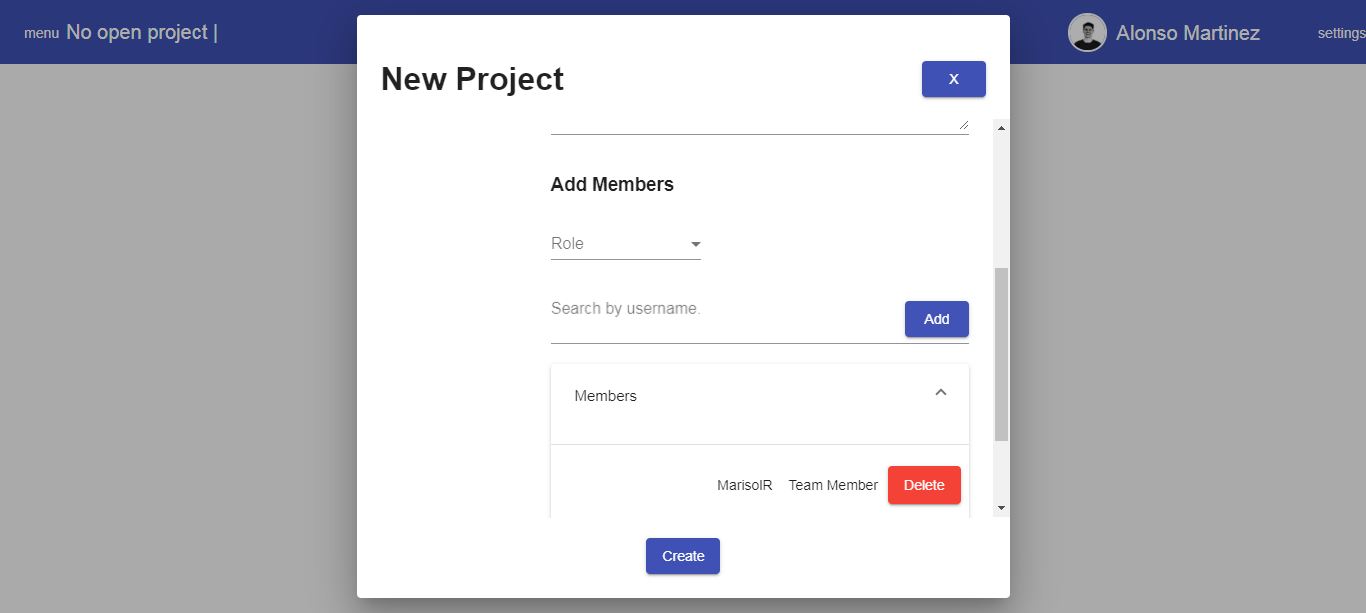 menu No open project | Alonso Martinez settings
New Project X
Add Members
Role
Search by username. Add
Members
MarisolR Team Member Delete
Create